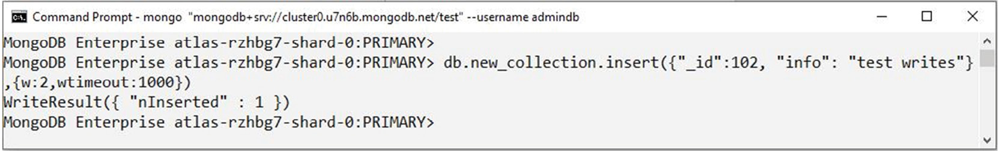 Command Prompt - mongo "mongodb+srv://cluster0.u7n6b.mongodb.net/test" --username admindb
MongoDB Enterprise atlas-rzhbg7-shard-0:PRIMARY>
MongoDB Enterprise atlas-rzhbg7-shard-0:PRIMARY> db.new_collection.insert({"_id":102, "info": "test writes"}
,{w:2,wtimeout:1000})
WriteResult({ "nInserted" : 1 })
MongoDB Enterprise atlas-rzhbg7-shard-0:PRIMARY>